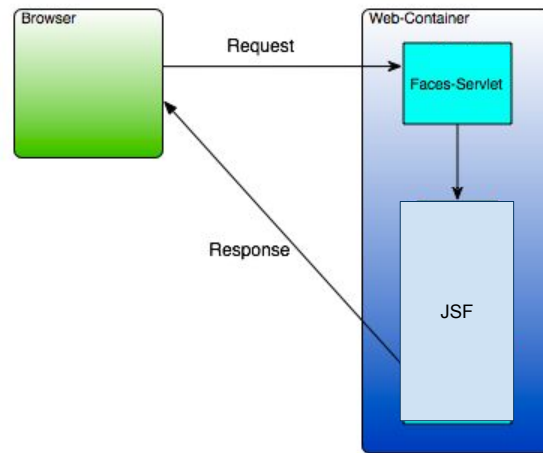 Browser
Web-Container
Request
Faces-Servlet
Response
JSF